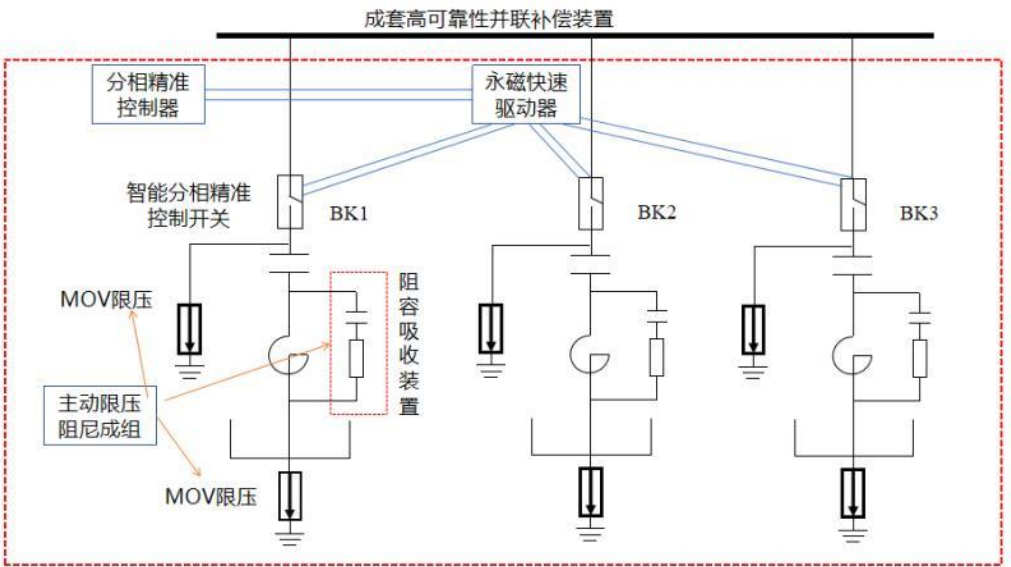 成套高可靠性并联补偿装置
分相精准
控制器
永磁快速
驱动器
智能分相精准
控制开关
BK1
BK2
BK3
MOV限压
阻容吸收装置
主动限压
阻尼成组
MOV限压